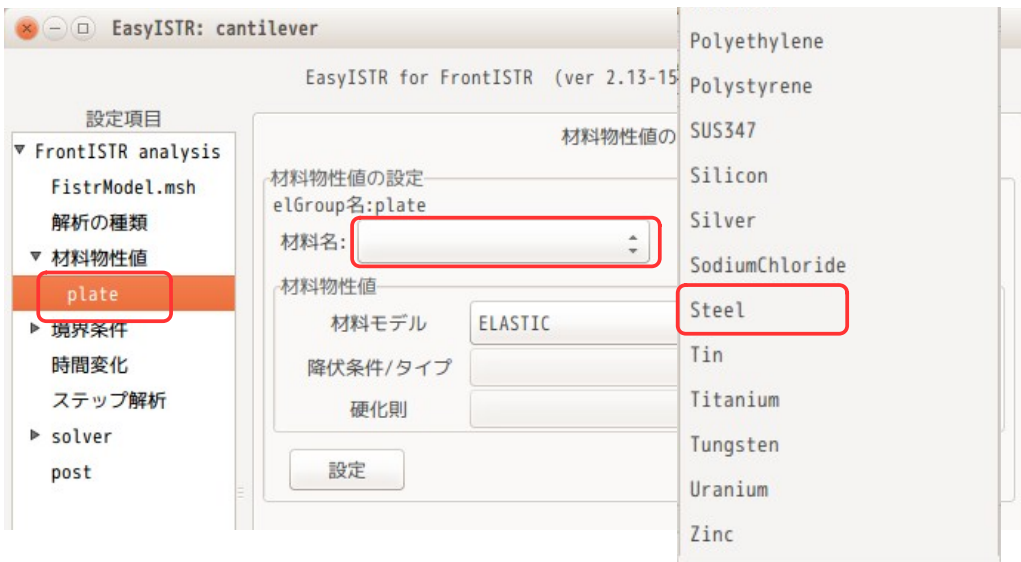 EasyISTR: cantilever
EasyISTR for FrontISTR (ver 2.13-15
設定項目
FrontISTR analysis
FistrModel.msh
解析の種類
材料物性値
plate
境界条件
時間変化
ステップ解析
solver
post
材料物性値の
材料物性値の設定
elGroup名:plate
材料名:
材料物性値
材料モデル ELASTIC
降伏条件/タイプ
硬化則
設定
Polyethylene
Polystyrene
SUS347
Silicon
Silver
SodiumChloride
Steel
Tin
Titanium
Tungsten
Uranium
Zinc